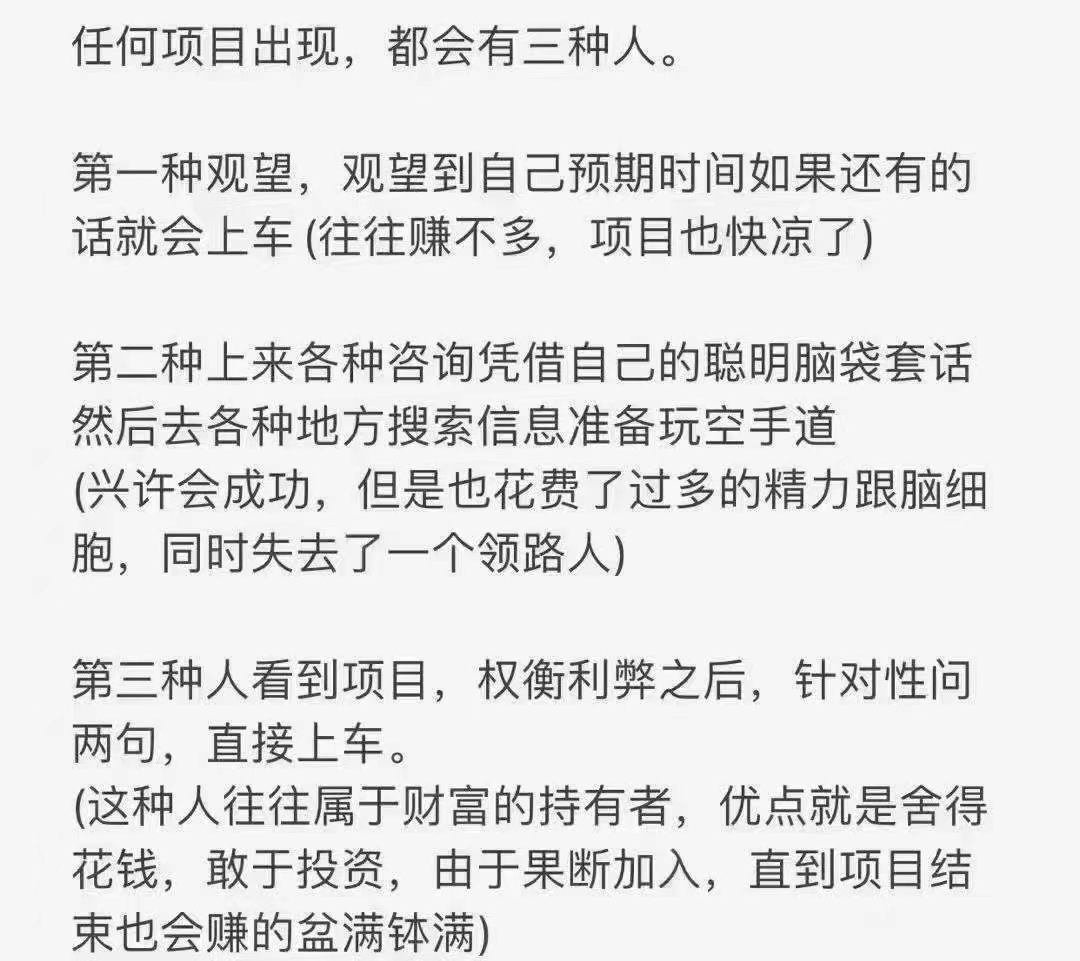 任何项目出现，都会有三种人。
第一种观望，观望到自己预期时间如果还有的
话就会上车(往往赚不多，项目也快凉了)
第二种上来各种咨询凭借自己的聪明脑袋套话
然后去各种地方搜索信息准备玩空手道
(兴许会成功，但是也花费了过多的精力跟脑细
胞，同时失去了一个领路人)
第三种人看到项目，权衡利弊之后，针对性问
两句，直接上车。
(这种人往往属于财富的持有者，优点就是舍得
花钱，敢于投资，由于果断加入，直到项目结
束也会赚的盆满钵满)